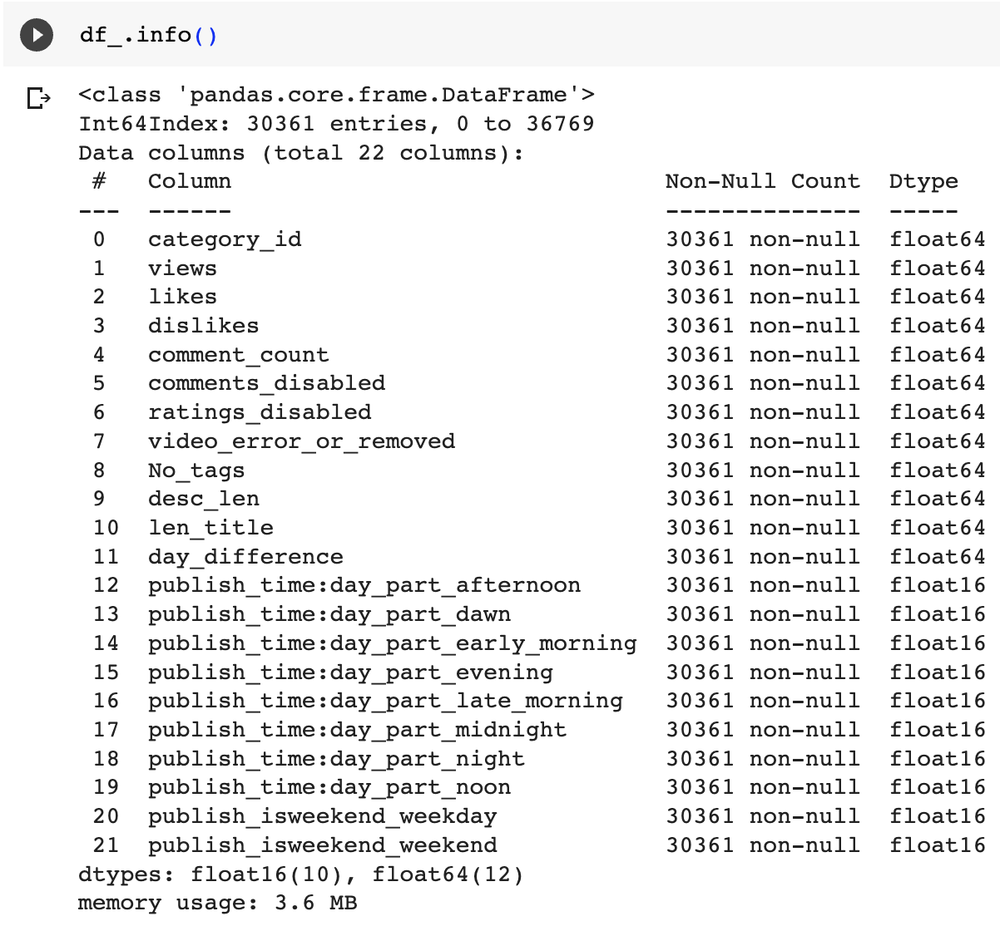 df_.info()
<class 'pandas.core.frame.DataFrame'>
Int64Index: 30361 entries, 0 to 36769
Data columns (total 22 columns):
 #   Column                               Non-Null Count  Dtype
---  ------                               --------------  -----
 0   category_id                          30361 non-null  float64
 1   views                                30361 non-null  float64
 2   likes                                30361 non-null  float64
 3   dislikes                             30361 non-null  float64
 4   comment_count                        30361 non-null  float64
 5   comments_disabled                    30361 non-null  float64
 6   ratings_disabled                     30361 non-null  float64
 7   video_error_or_removed               30361 non-null  float64
 8   No_tags                              30361 non-null  float64
 9   desc_len                             30361 non-null  float64
 10  len_title                            30361 non-null  float64
 11  day_difference                       30361 non-null  float64
 12  publish_time:day_part_afternoon      30361 non-null  float16
 13  publish_time:day_part_dawn           30361 non-null  float16
 14  publish_time:day_part_early_morning  30361 non-null  float16
 15  publish_time:day_part_evening        30361 non-null  float16
 16  publish_time:day_part_late_morning   30361 non-null  float16
 17  publish_time:day_part_midnight       30361 non-null  float16
 18  publish_time:day_part_night          30361 non-null  float16
 19  publish_time:day_part_noon           30361 non-null  float16
 20  publish_isweekend_weekday            30361 non-null  float16
 21  publish_isweekend_weekend            30361 non-null  float16
dtypes: float16(10), float64(12)
memory usage: 3.6 MB